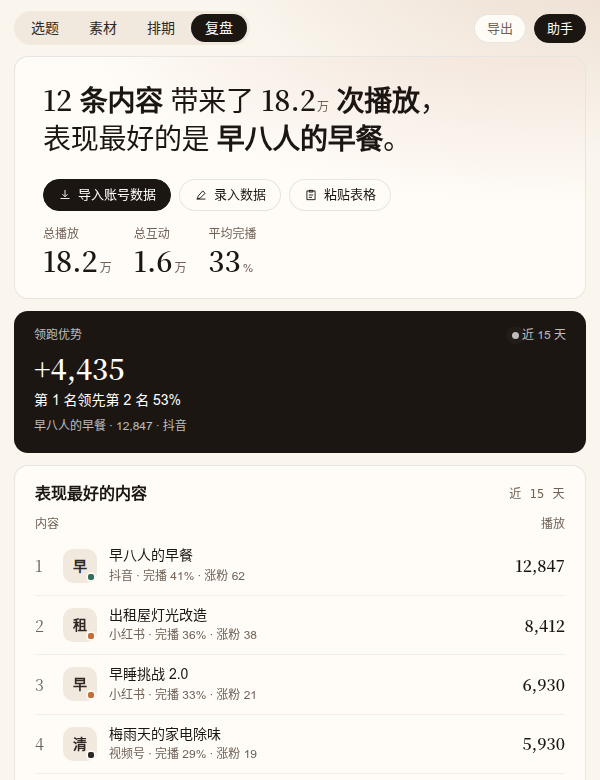 选题 素材 排期 复盘 导出 助手
12 条内容 带来了 18.2万 次播放，
表现最好的是 早八人的早餐。
导入账号数据 录入数据 粘贴表格
总播放 总互动 平均完播
18.2万 1.6万 33%
领跑优势 近 15 天
+4,435
第 1 名领先第 2 名 53%
早八人的早餐 · 12,847 · 抖音
表现最好的内容 近 15 天
内容 播放
1 早 早八人的早餐 12,847
抖音 · 完播 41% · 涨粉 62
2 租 出租屋灯光改造 8,412
小红书 · 完播 36% · 涨粉 38
3 早 早睡挑战 2.0 6,930
小红书 · 完播 33% · 涨粉 21
4 清 梅雨天的家电除味 5,930
视频号 · 完播 29% · 涨粉 19